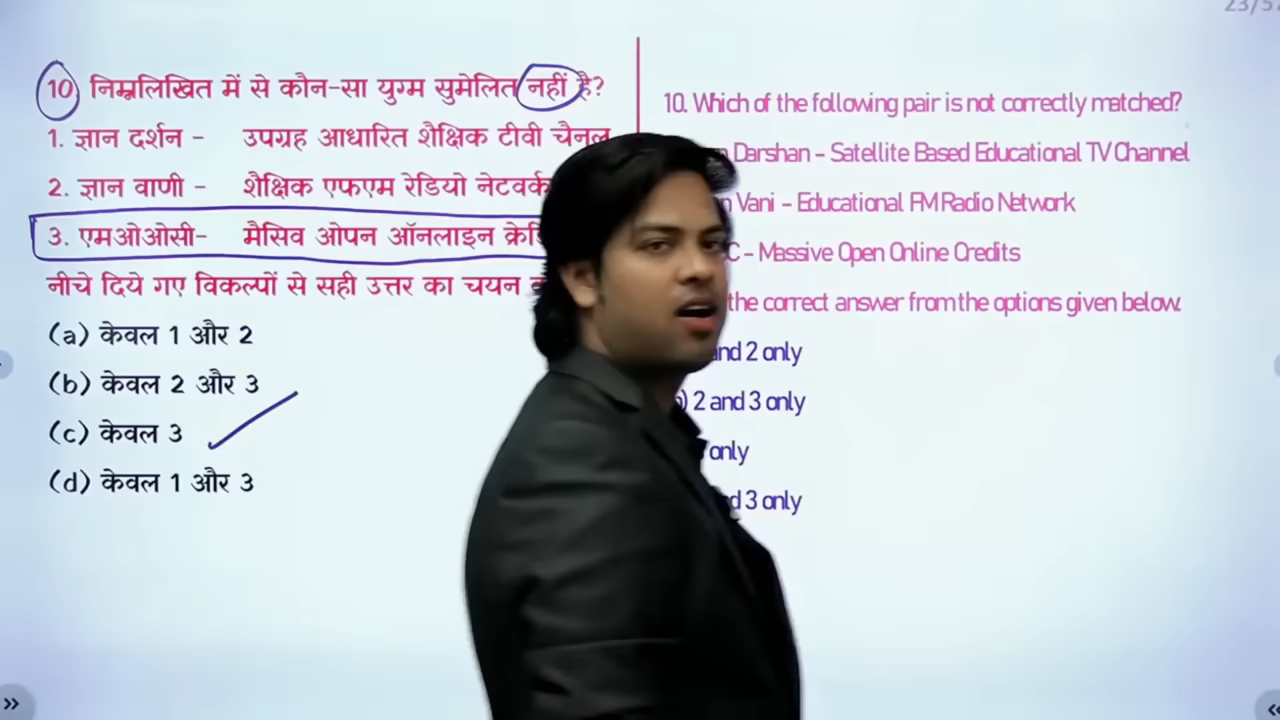 23/57
10. निम्नलिखित में से कौन-सा युग्म सुमेलित नहीं है?
1. ज्ञान दर्शन - उपग्रह आधारित शैक्षिक टीवी चैनल
2. ज्ञान वाणी - शैक्षिक एफएम रेडियो नेटवर्क
3. एमओओसी- मैसिव ओपन ऑनलाइन
नीचे दिये गए विकल्पों से सही उत्तर का चयन
(a) केवल 1 और 2
(b) केवल 2 और 3
(c) केवल 3
(d) केवल 1 और 3
10. Which of the following pair is not correctly matched?
Darshan - Satellite Based Educational TV Channel
Vani - Educational FM Radio Network
- Massive Open Online Credits
the correct answer from the options given below.
and 2 only
2 and 3 only
only
3 only